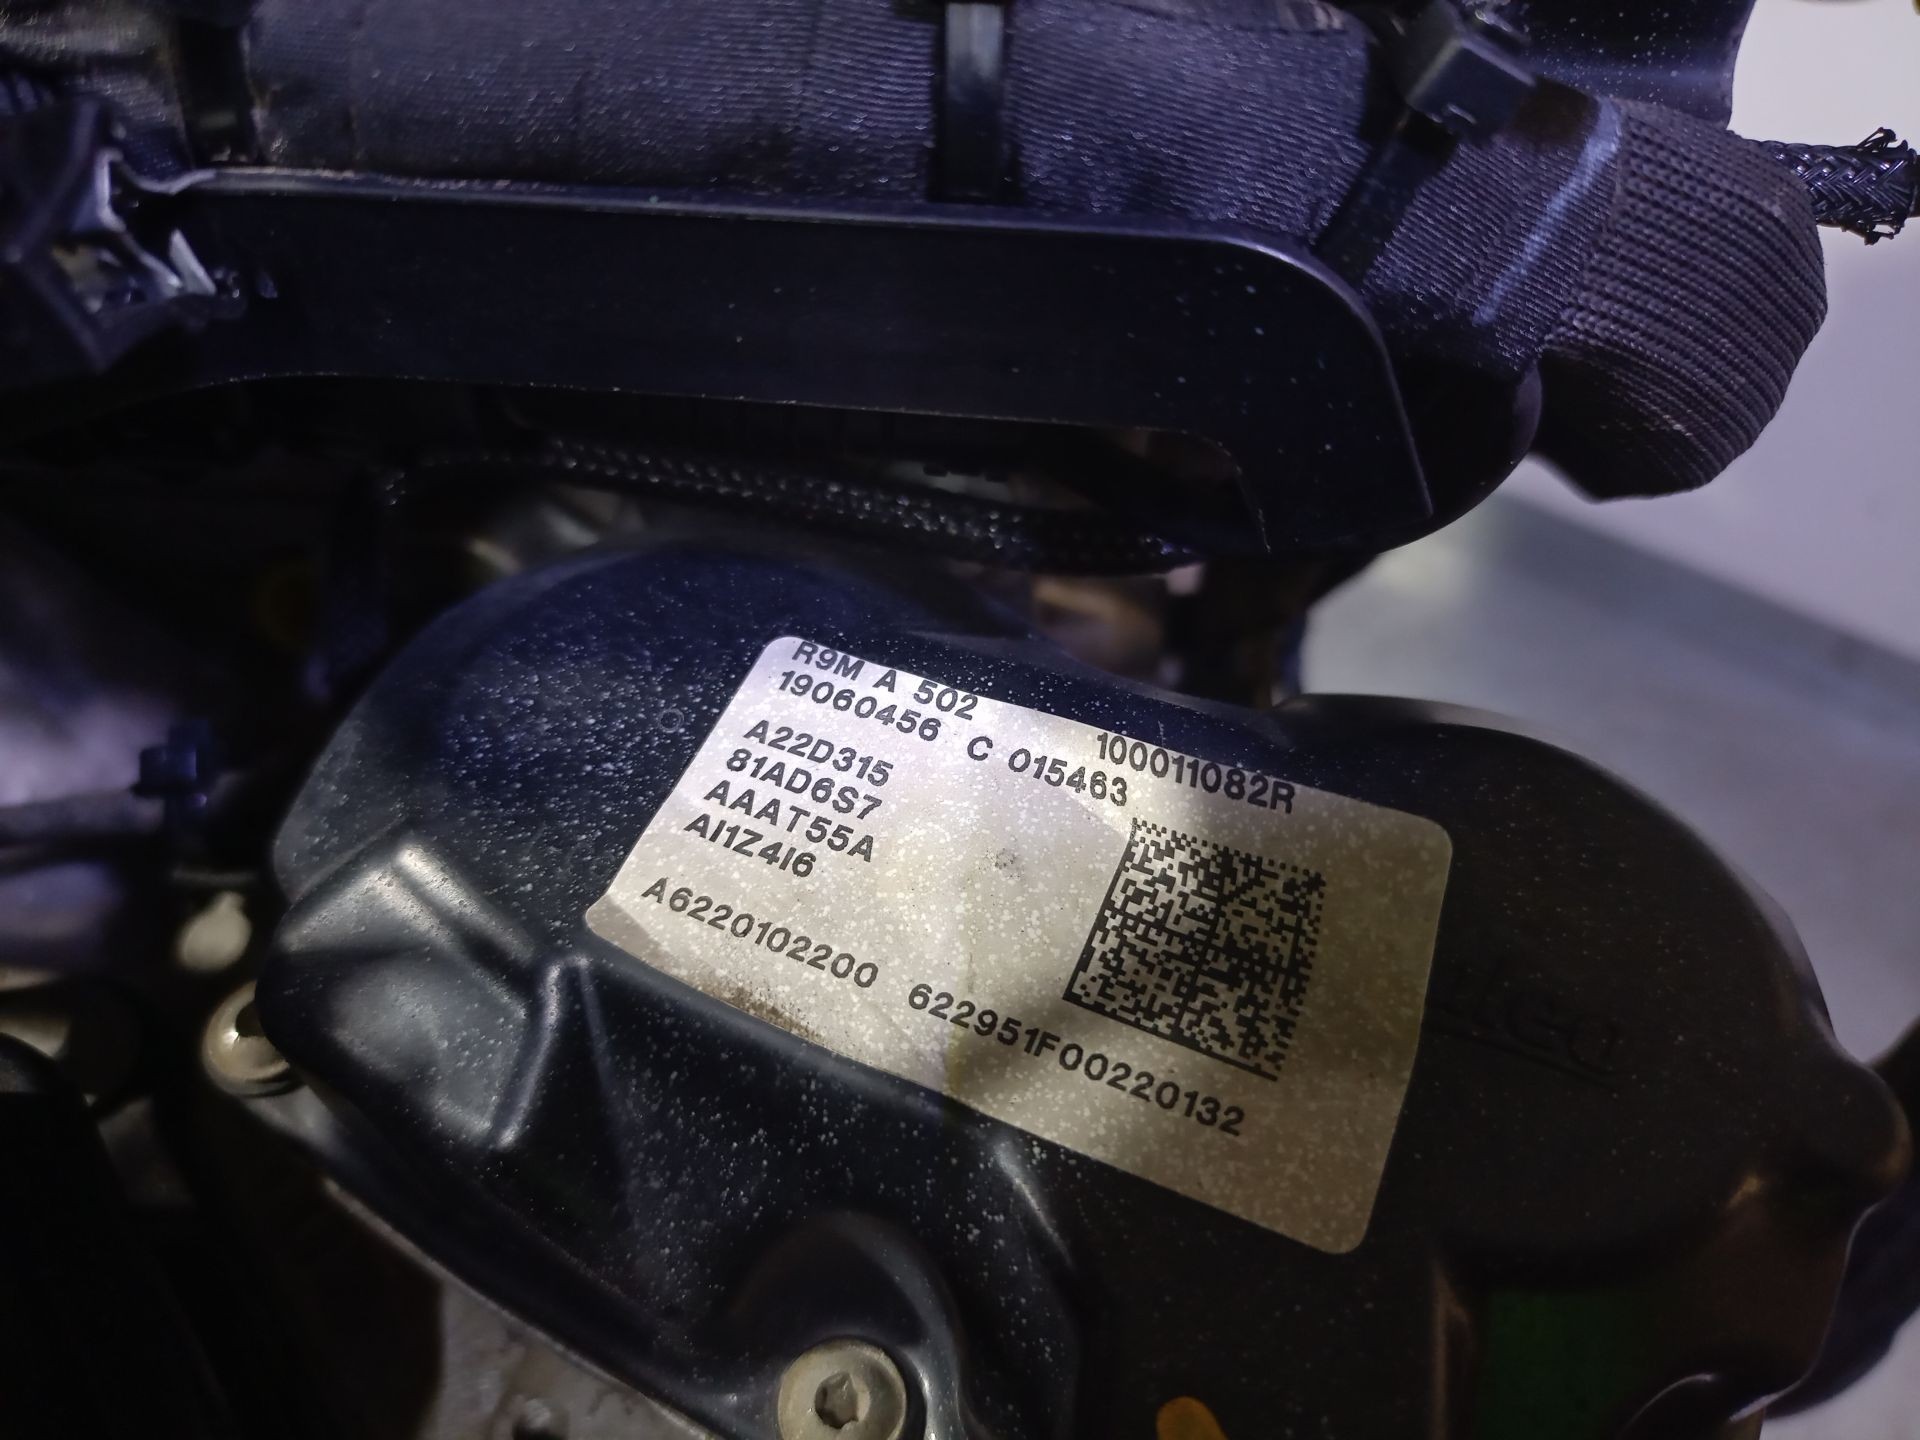 R9M A 502
100011082R
19060456 C 015463
A22D315
81AD6S7
AAAT55A
AI1Z4I6
A6220102200 622951F00220132